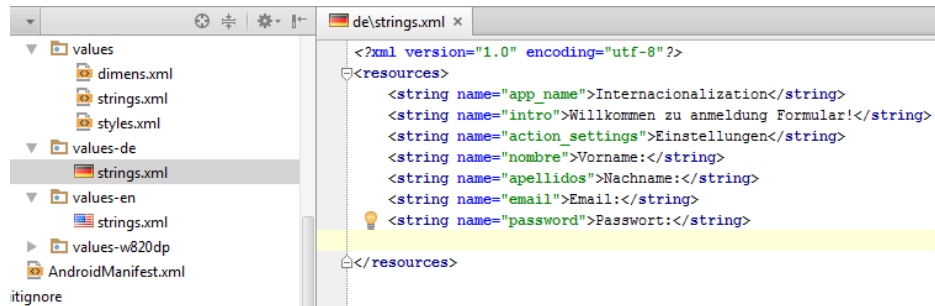 de\strings.xml ×
values
dimens.xml
strings.xml
styles.xml
values-de
strings.xml
values-en
strings.xml
values-w820dp
AndroidManifest.xml
itignore
<?xml version="1.0" encoding="utf-8"?>
<resources>
<string name="app_name">Internacionalization</string>
<string name="intro">Willkommen zu anmeldung Formular!</string>
<string name="action_settings">Einstellungen</string>
<string name="nombre">Vorname:</string>
<string name="apellidos">Nachname:</string>
<string name="email">Email:</string>
<string name="password">Passwort:</string>
</resources>